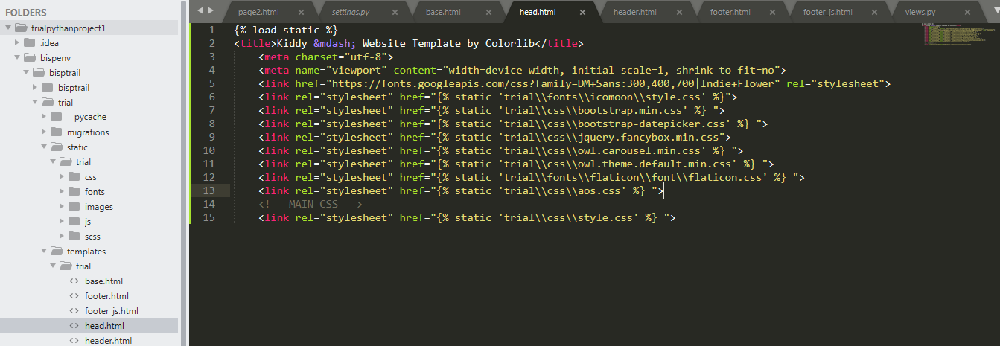 FOLDERS
trialpythanproject1
.idea
bispenv
bisptrail
bisptrail
trial
__pycache__
migrations
static
trial
css
fonts
images
js
scss
templates
trial
base.html
footer.html
footer_js.html
head.html
header.html
page2.html
settings.py
base.html
head.html
header.html
footer.html
footer_js.html
views.py
1 {% load static %}
2 <title>Kiddy &mdash; Website Template by Colorlib</title>
3 <meta charset="utf-8">
4 <meta name="viewport" content="width=device-width, initial-scale=1, shrink-to-fit=no">
5 <link href="https://fonts.googleapis.com/css?family=DM+Sans:300,400,700|Indie+Flower" rel="stylesheet">
6 <link rel="stylesheet" href="{% static 'trial\\fonts\\icomoon\\style.css' %}">
7 <link rel="stylesheet" href="{% static 'trial\\css\\bootstrap.min.css' %} ">
8 <link rel="stylesheet" href="{% static 'trial\\css\\bootstrap-datepicker.css' %} ">
9 <link rel="stylesheet" href="{% static 'trial\\css\\jquery.fancybox.min.css">
10 <link rel="stylesheet" href="{% static 'trial\\css\\owl.carousel.min.css' %} ">
11 <link rel="stylesheet" href="{% static 'trial\\css\\owl.theme.default.min.css' %} ">
12 <link rel="stylesheet" href="{% static 'trial\\fonts\\flaticon\\font\\flaticon.css' %} ">
13 <link rel="stylesheet" href="{% static 'trial\\css\\aos.css' %} ">
14 <!-- MAIN CSS -->
15 <link rel="stylesheet" href="{% static 'trial\\css\\style.css' %} ">